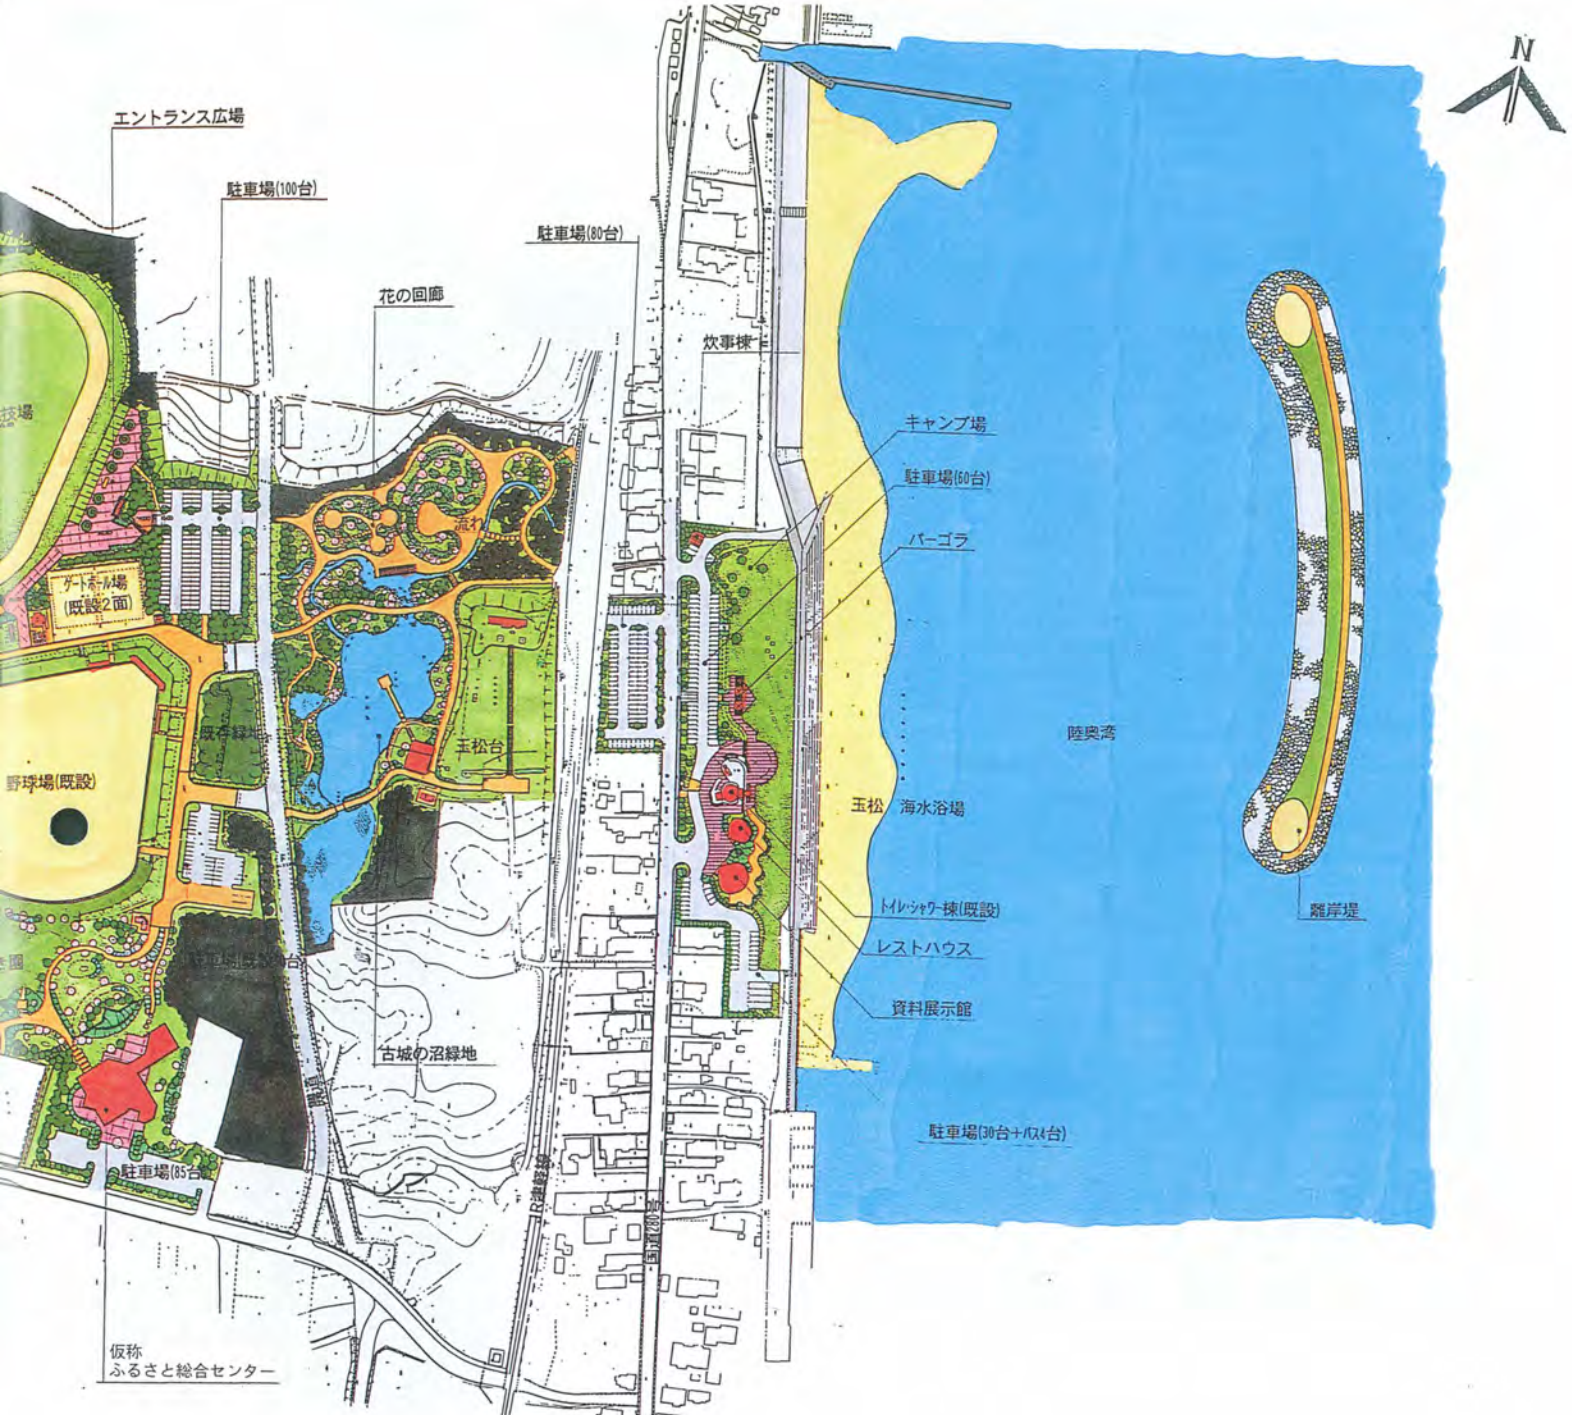 N
エントランス広場
駐車場(100台)
駐車場(80台)
花の回廊
炊事棟
技場
キャンプ場
駐車場(60台)
流れ
パーゴラ
ゲートボール場
(既設2面)
既存緑地
玉松台
陸奥湾
野球場(既設)
玉松 海水浴場
トイレ・シャワー棟(既設)
離岸堤
レストハウス
園
資料展示館
古城の沼緑地
駐車場(30台+バス4台)
駐車場(85台)
JR津軽線
国道280号
仮称
ふるさと総合センター